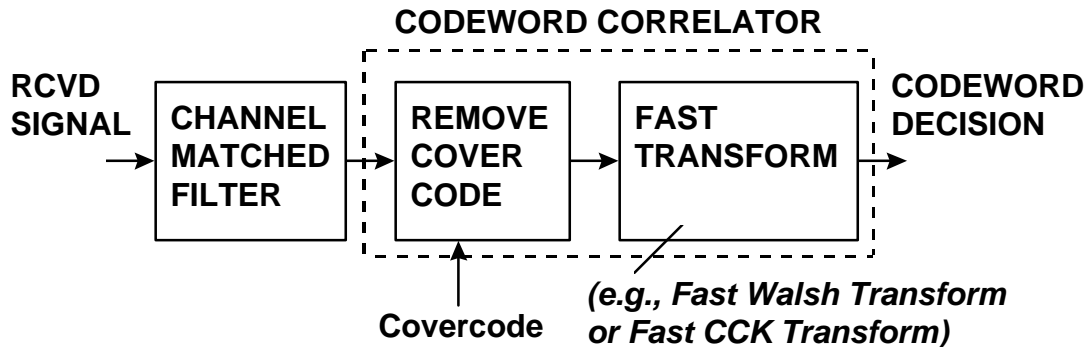 CODEWORD CORRELATOR
RCVD
SIGNAL
CHANNEL
MATCHED
FILTER
REMOVE
COVER
CODE
FAST
TRANSFORM
CODEWORD
DECISION
Covercode
(e.g., Fast Walsh Transform
or Fast CCK Transform)